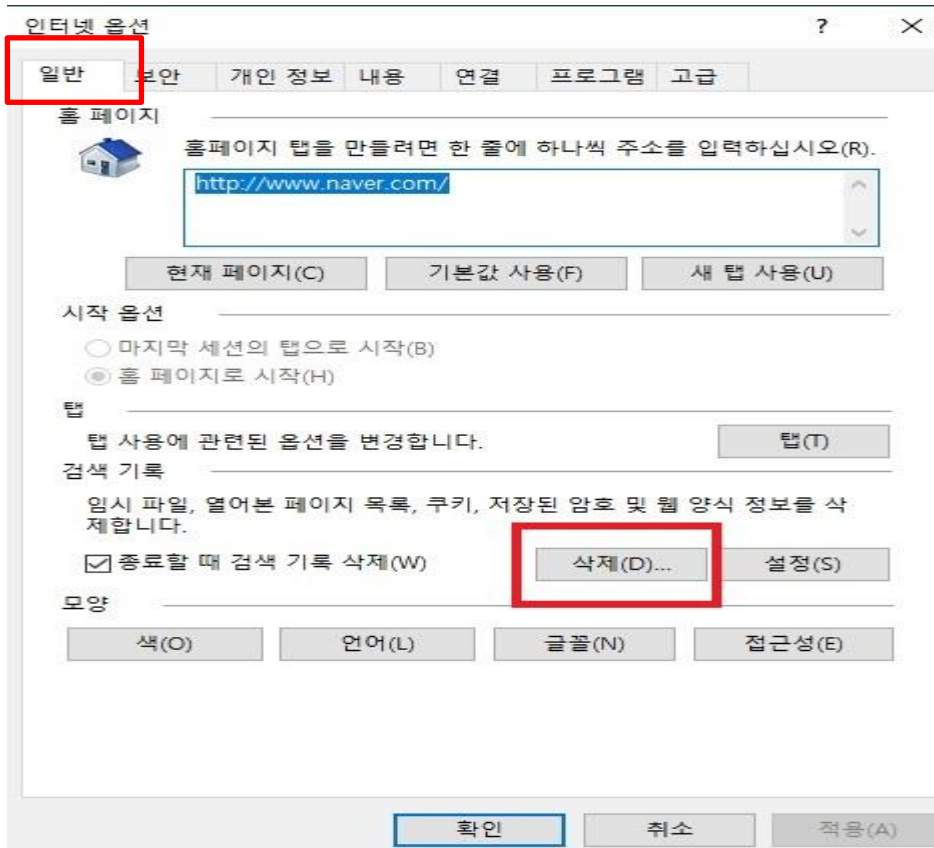 인터넷 옵션
일반 보안 개인 정보 내용 연결 프로그램 고급
홈 페이지
홈페이지 탭을 만들려면 한 줄에 하나씩 주소를 입력하십시오(R).
http://www.naver.com/
현재 페이지(C) 기본값 사용(F) 새 탭 사용(U)
시작 옵션
마지막 세션의 탭으로 시작(B)
홈 페이지로 시작(H)
탭
탭 사용에 관련된 옵션을 변경합니다. 탭(T)
검색 기록
임시 파일, 열어본 페이지 목록, 쿠키, 저장된 암호 및 웹 양식 정보를 삭
제합니다.
종료할 때 검색 기록 삭제(W) 삭제(D)... 설정(S)
모양
색(O) 언어(L) 글꼴(N) 접근성(E)
확인 취소 적용(A)